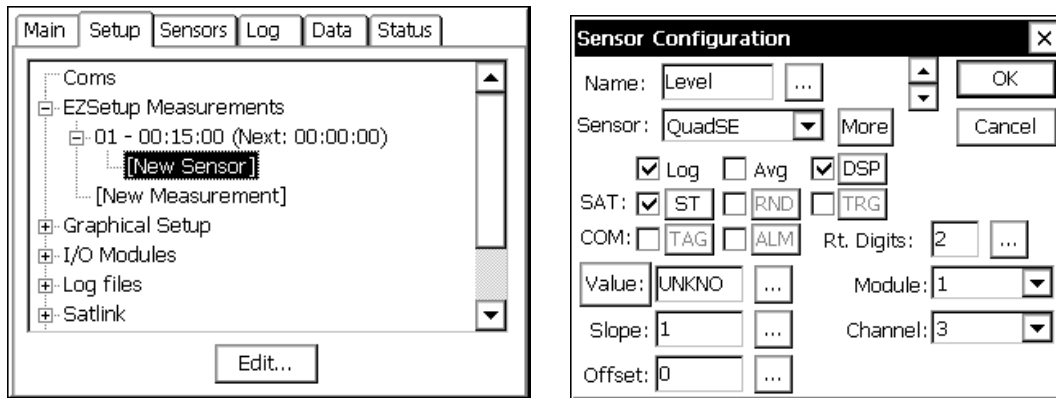 Main Setup Sensors Log Data Status
Coms
EZSetup Measurements
01 - 00:15:00 (Next: 00:00:00)
[New Sensor]
[New Measurement]
Graphical Setup
I/O Modules
Log files
Satlink
Edit...
Sensor Configuration
Name: Level ... OK
Sensor: QuadSE More Cancel
Log Avg DSP
SAT: ST RND TRG
COM: TAG ALM Rt. Digits: 2 ...
Value: UNKNO ... Module: 1
Slope: 1 ... Channel: 3
Offset: 0 ...